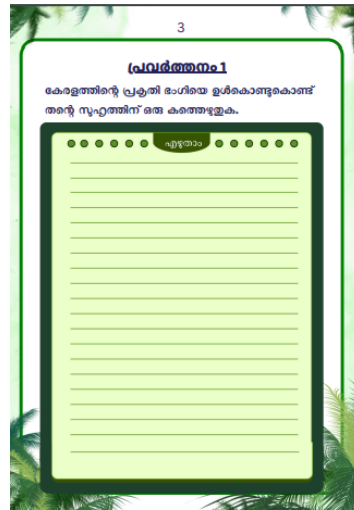 3
പ്രവർത്തനം 1
കേരളത്തിന്റെ പ്രകൃതി ഭംഗിയെ ഉൾകൊണ്ടുകൊണ്ട്
തന്റെ സുഹൃത്തിന് ഒരു കത്തെഴുതുക.
എഴുതാം